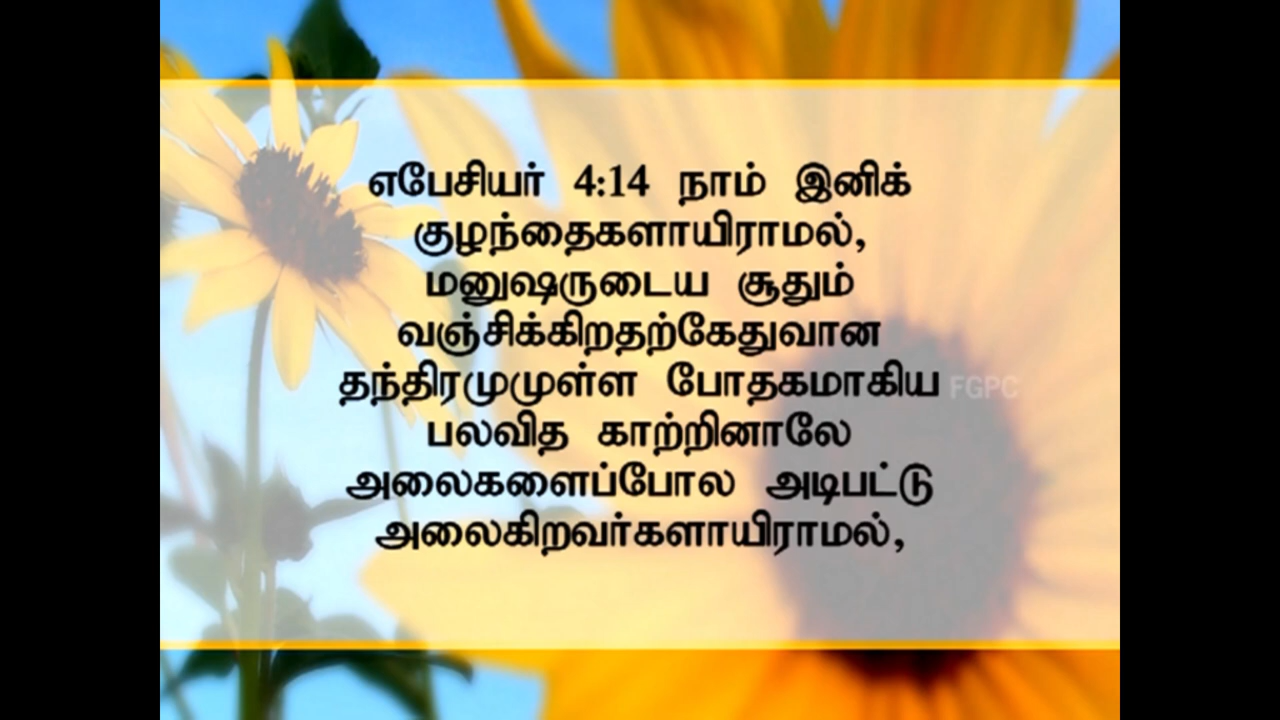 எபேசியர் 4:14 நாம் இனிக்
குழந்தைகளாயிராமல்,
மனுஷருடைய சூதும்
வஞ்சிக்கிறதற்கேதுவான
தந்திரமுமுள்ள போதகமாகிய
பலவித காற்றினாலே
அலைகளைப்போல அடிபட்டு
அலைகிறவர்களாயிராமல்,
FGPC